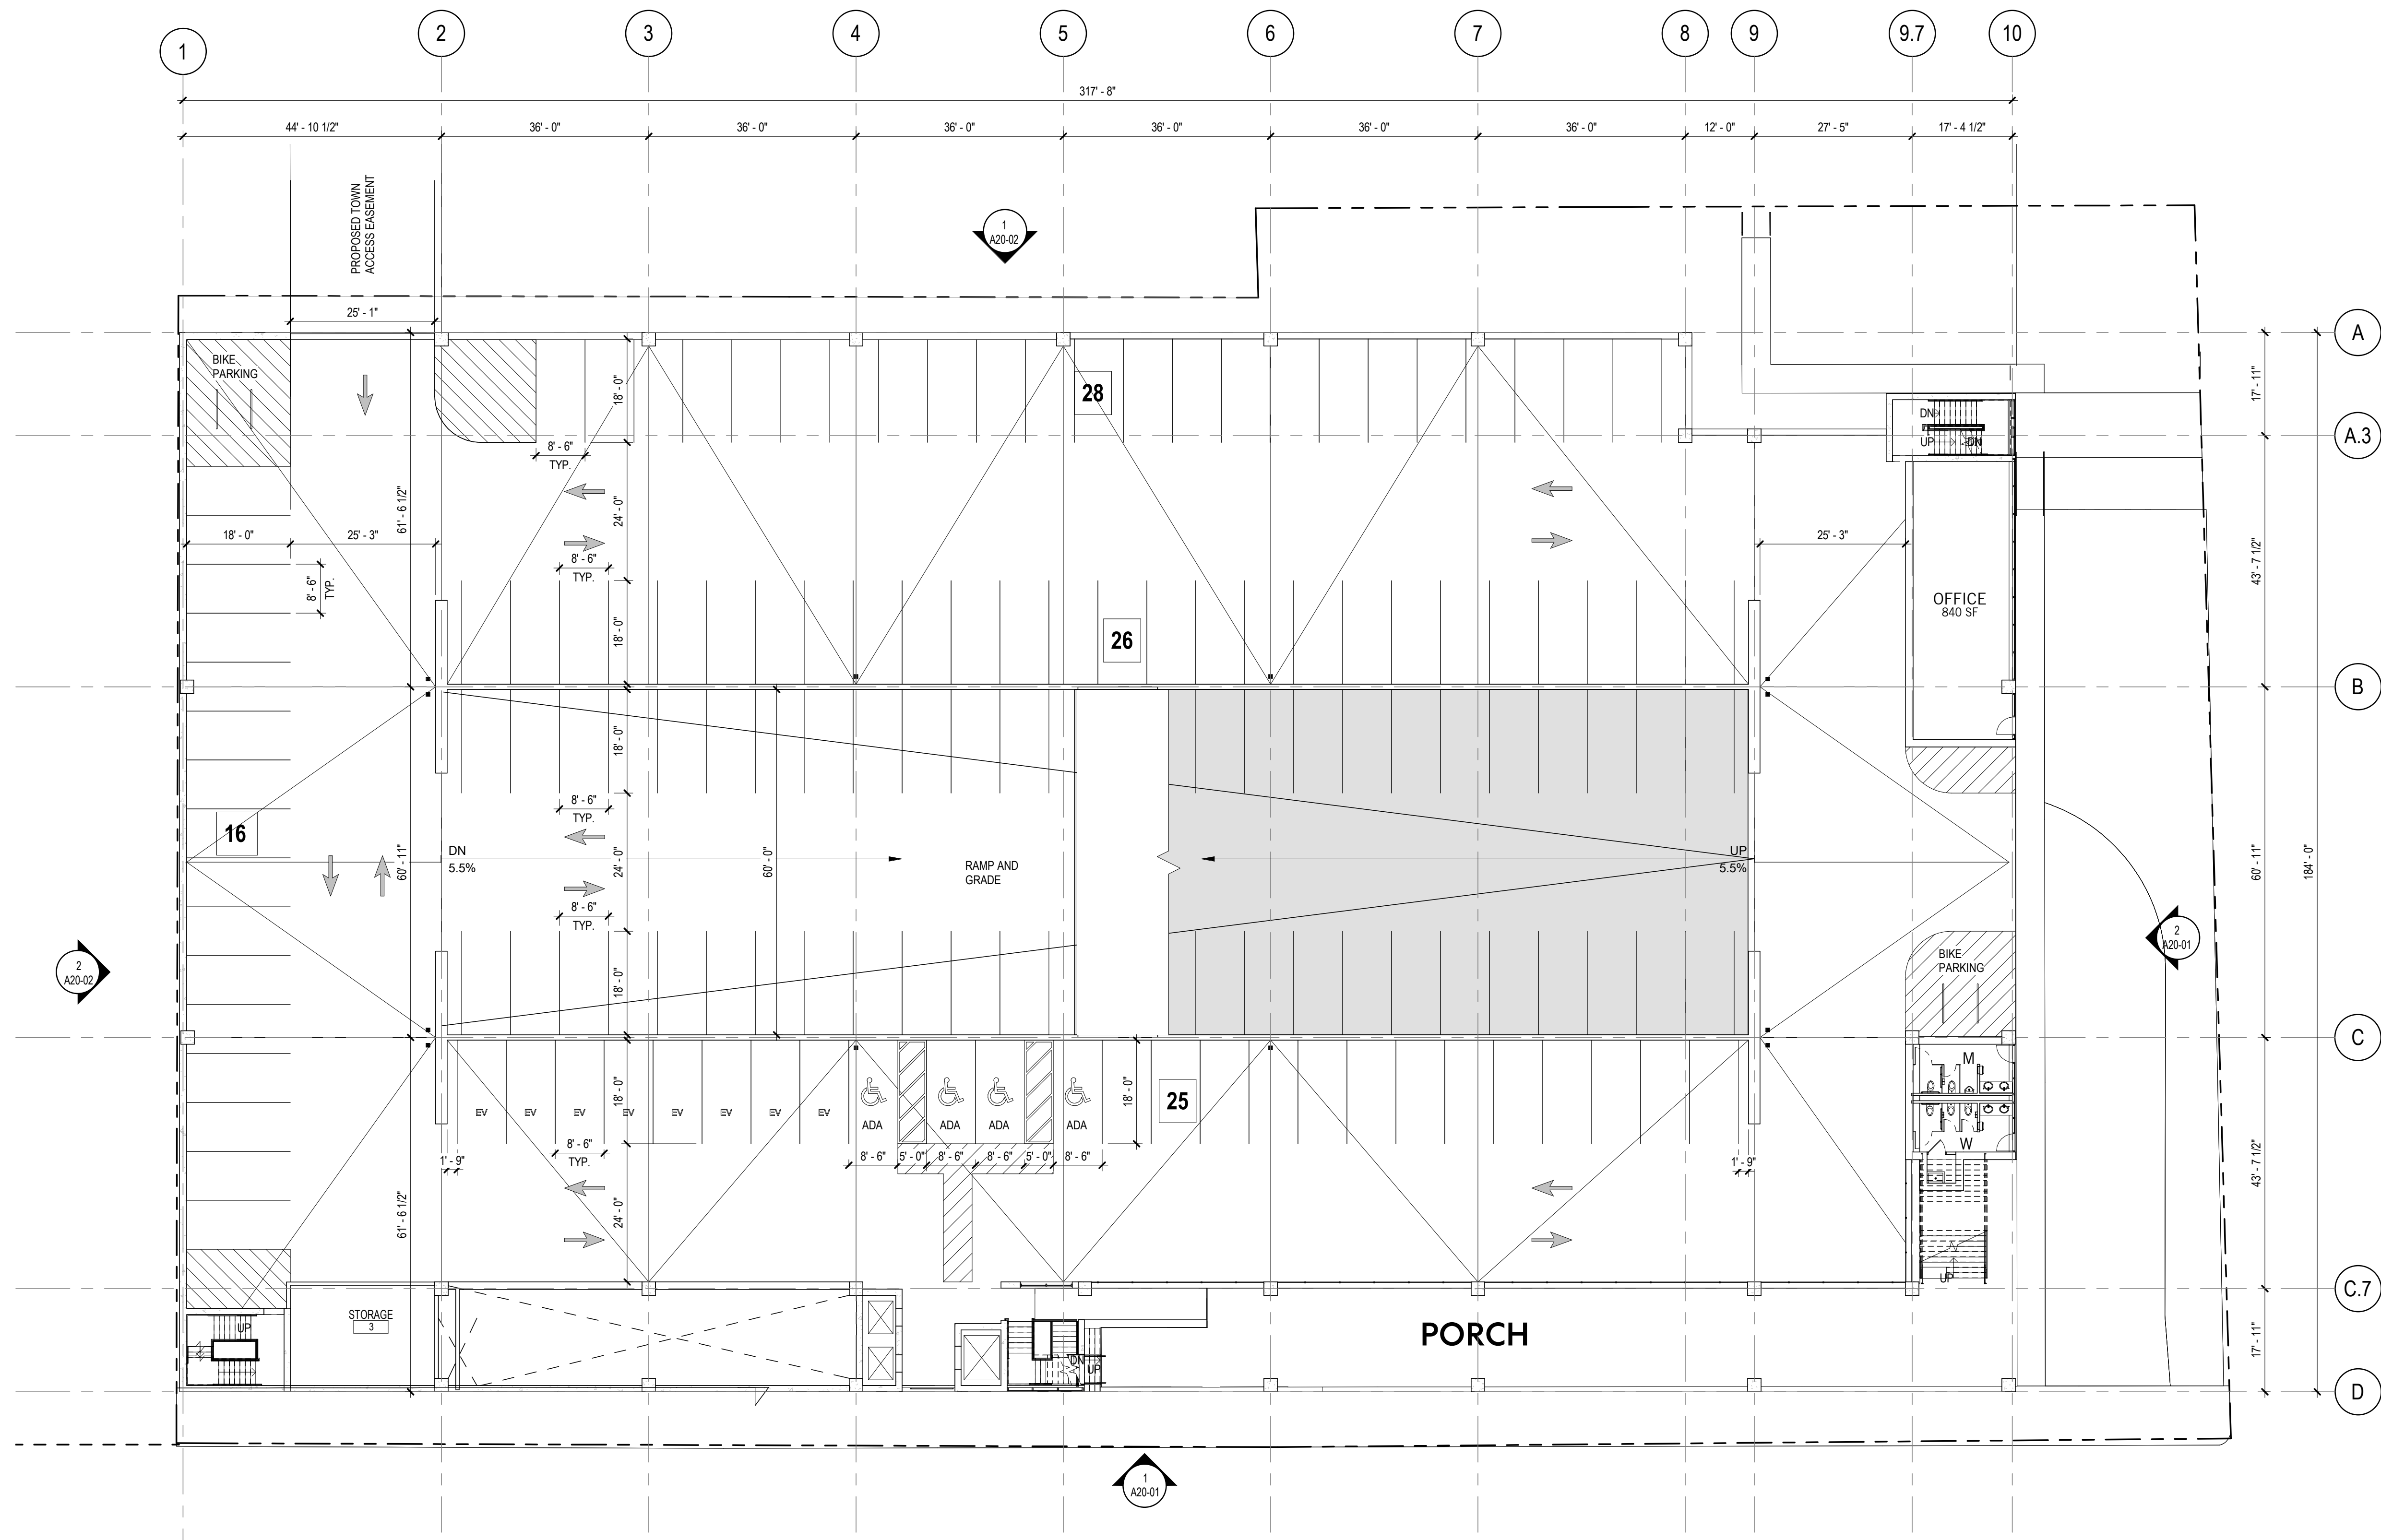 1
2
3
4
5
6
7
8
9
9.7
10
317' - 8"
44' - 10 1/2"
36' - 0"
36' - 0"
36' - 0"
36' - 0"
36' - 0"
36' - 0"
12' - 0"
27' - 5"
17' - 4 1/2"
PROPOSED TOWN
ACCESS EASEMENT
1
A20-02
25' - 1"
A
BIKE
PARKING
18' - 0"
28
17' - 11"
DN
UP
DN
A.3
8' - 6"
TYP.
61' - 6 1/2"
24' - 0"
18' - 0"
25' - 3"
25' - 3"
8' - 6"
TYP.
8' - 6"
TYP.
43' - 7 1/2"
OFFICE
840 SF
18' - 0"
26
B
18' - 0"
8' - 6"
TYP.
16
DN
5.5%
60' - 11"
24' - 0"
60' - 0"
RAMP AND
GRADE
UP
5.5%
60' - 11"
184' - 0"
8' - 6"
TYP.
2
A20-02
2
A20-01
BIKE
PARKING
18' - 0"
C
M
18' - 0"
EV
EV
EV
EV
EV
EV
EV
EV
ADA
ADA
ADA
ADA
18' - 0"
25
W
8' - 6"
TYP.
1' - 9"
8' - 6"
5' - 0"
8' - 6"
8' - 6"
5' - 0"
8' - 6"
1' - 9"
43' - 7 1/2"
61' - 6 1/2"
24' - 0"
UP
C.7
STORAGE
3
UP
PORCH
DN
UP
17' - 11"
D
1
A20-01